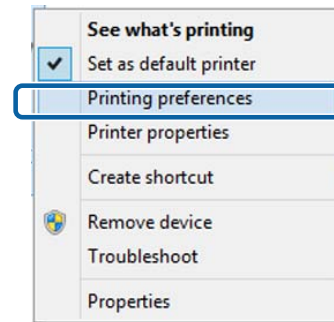 See what's printing
Set as default printer
Printing preferences
Printer properties
Create shortcut
Remove device
Troubleshoot
Properties